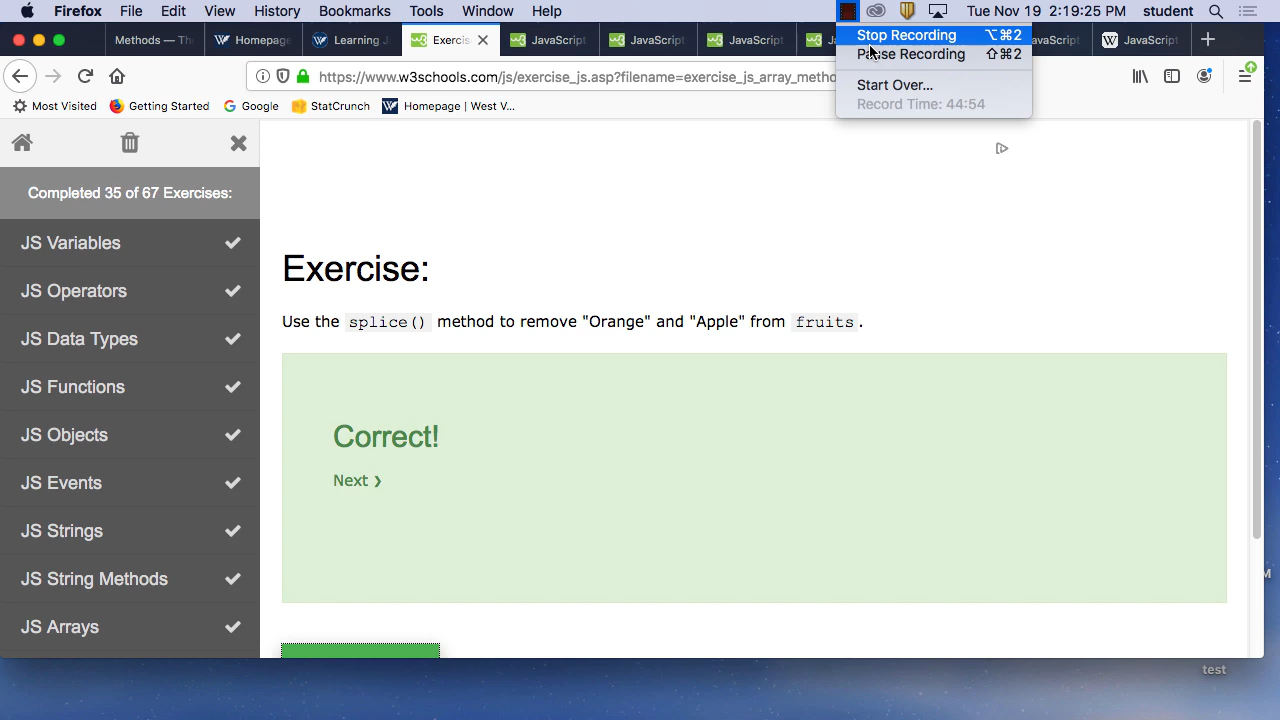 Firefox File Edit View History Bookmarks Tools Window Help Tue Nov 19 2:19:25 PM student
Stop Recording ⌥⌘2
Pause Recording ⇧⌘2
Start Over...
Record Time: 44:54
Methods — Th Homepage Learning J Exercis JavaScript JavaScript JavaScript Ja avaScript JavaScript
https://www.w3schools.com/js/exercise_js.asp?filename=exercise_js_array_metho
Most Visited Getting Started Google StatCrunch Homepage | West V...
Completed 35 of 67 Exercises:
JS Variables
JS Operators
JS Data Types
JS Functions
JS Objects
JS Events
JS Strings
JS String Methods
JS Arrays
Exercise:
Use the splice() method to remove "Orange" and "Apple" from fruits.
Correct!
Next ❯
M
test